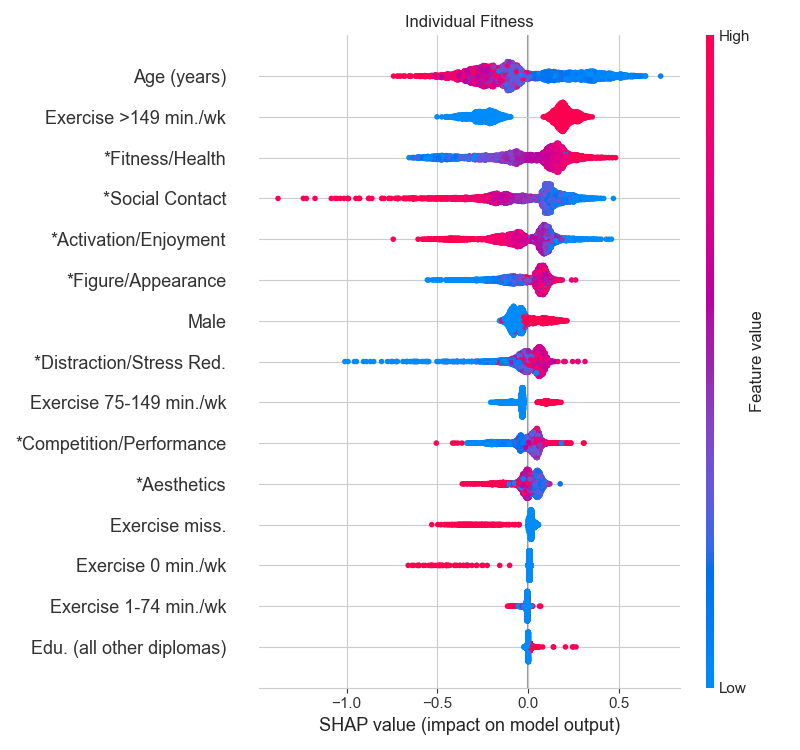 Individual Fitness
High
Age (years)
Exercise >149 min./wk
*Fitness/Health
*Social Contact
*Activation/Enjoyment
*Figure/Appearance
Male
*Distraction/Stress Red.
Exercise 75-149 min./wk
*Competition/Performance
*Aesthetics
Exercise miss.
Exercise 0 min./wk
Exercise 1-74 min./wk
Edu. (all other diplomas)
Feature value
Low
−1.0 −0.5 0.0 0.5
SHAP value (impact on model output)